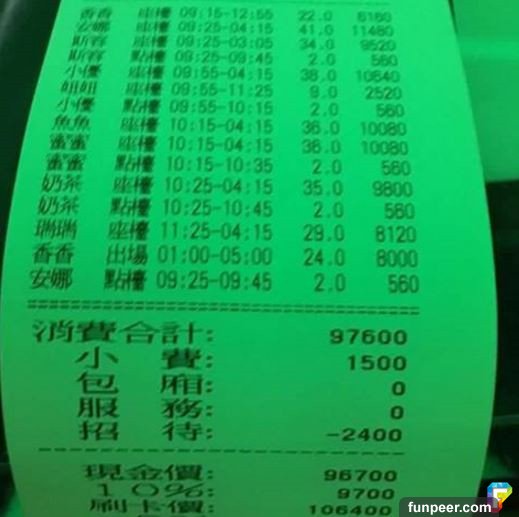 香香 座檯 09:15-12:55 22.0 6160
安娜 座檯 09:25-04:15 41.0 11480
斯容 座檯 09:25-03:05 34.0 9520
斯容 點檯 09:25-09:45 2.0 560
小優 座檯 09:55-04:15 38.0 10640
妞妞 座檯 09:55-11:25 9.0 2520
小優 點檯 09:55-10:15 2.0 560
魚魚 座檯 10:15-04:15 36.0 10080
蜜蜜 座檯 10:15-04:15 36.0 10080
蜜蜜 點檯 10:15-10:35 2.0 560
奶茶 座檯 10:25-04:15 35.0 9800
奶茶 點檯 10:25-10:45 2.0 560
瑞瑞 座檯 11:25-04:15 29.0 8120
香香 出場 01:00-05:00 24.0 8000
安娜 點檯 09:25-09:45 2.0 560
消費合計: 97600
小費: 1500
包廂: 0
服務: 0
招待: -2400
現金價: 96700
10%: 9700
刷卡價: 106400
funpeer.com